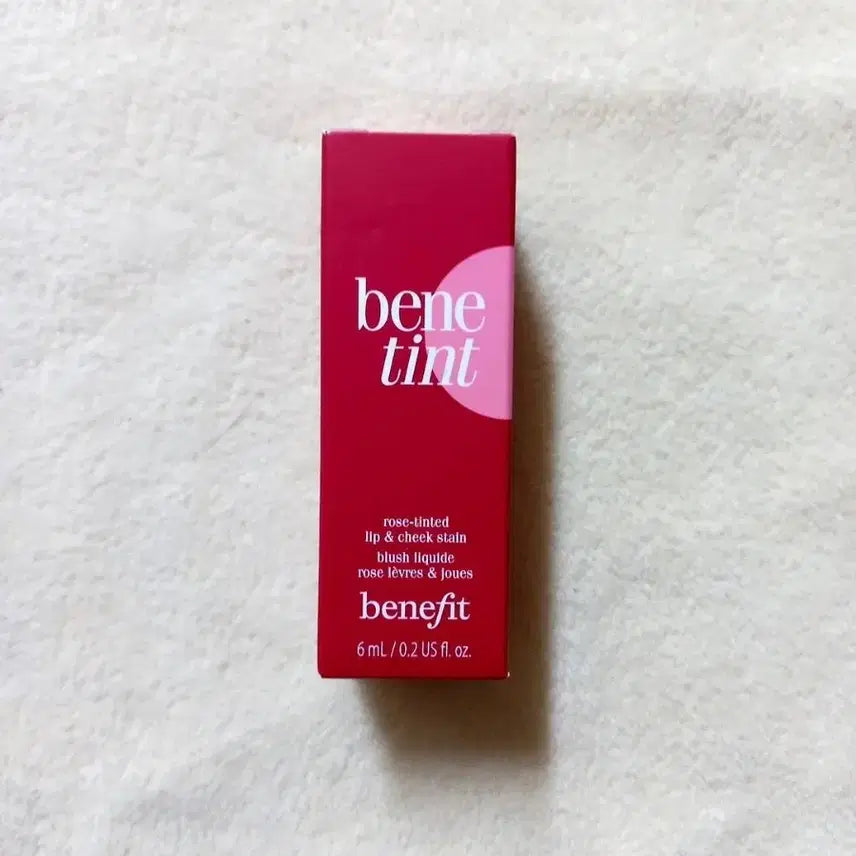 bene
tint
rose-tinted
lip & cheek stain
blush liquide
rose lèvres & joues
benefit
6 mL / 0.2 US fl. oz.